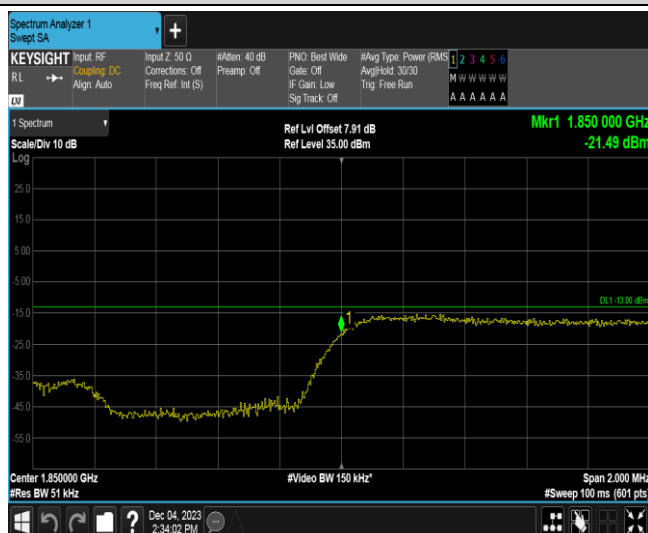 Spectrum Analyzer 1
Swept SA
KEYSIGHT
RL
Input: RF
Coupling: DC
Align: Auto
Input Z: 50 Ω
Corrections: Off
Freq Ref: Int (S)
#Atten: 40 dB
Preamp: Off
PNO: Best Wide
Gate: Off
IF Gain: Low
Sig Track: Off
#Avg Type: Power (RMS
Avg|Hold: 30/30
Trig: Free Run
1 2 3 4 5 6
M W W W W W
A A A A A A
LXI
1 Spectrum
Scale/Div 10 dB
Ref Lvl Offset 7.91 dB
Ref Level 35.00 dBm
Mkr1 1.850 000 GHz
-21.49 dBm
Log
25.0
15.0
5.00
-5.00
DL1 -13.00 dBm
-15.0
1
-25.0
-35.0
-45.0
-55.0
Center 1.850000 GHz
#Video BW 150 kHz*
Span 2.000 MHz
#Res BW 51 kHz
#Sweep 100 ms (601 pts)
?
Dec 04, 2023
2:34:02 PM